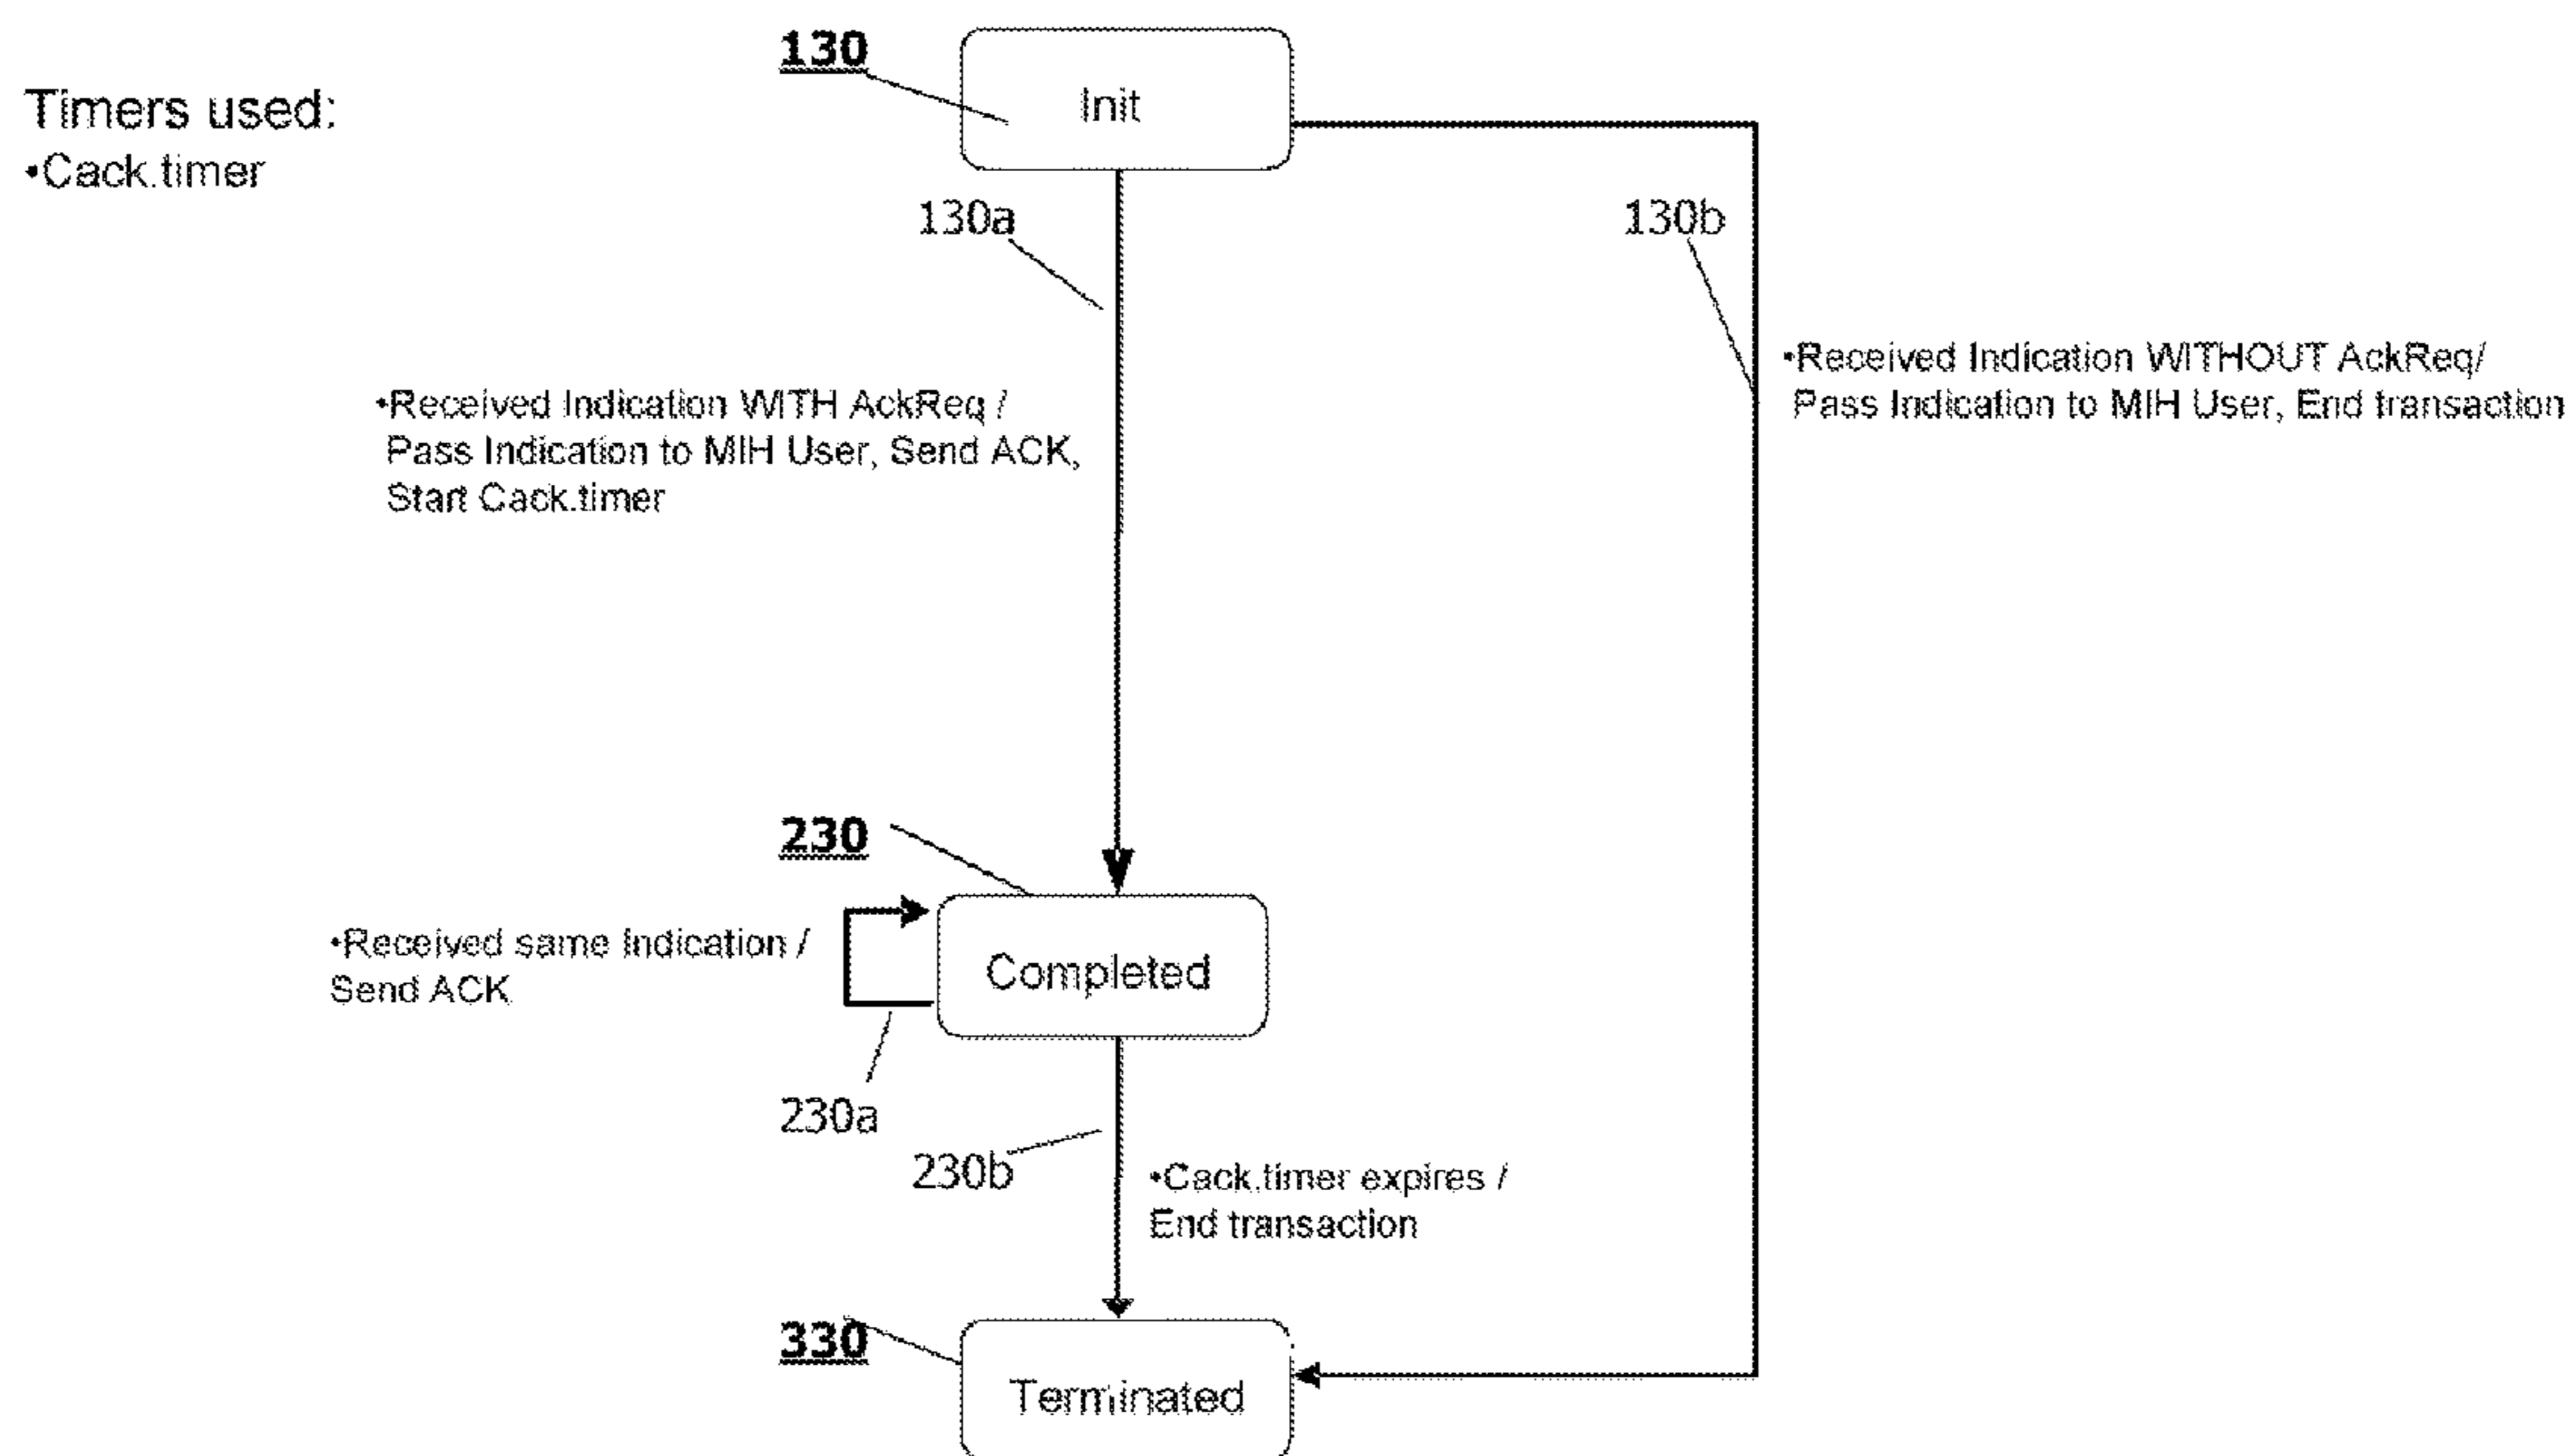 130
Init
Timers used:
•Cack.timer
130a
130b
•Received Indication WITHOUT AckReq/
Pass Indication to MIH User, End transaction
•Received Indication WITH AckReq /
Pass Indication to MIH User, Send ACK,
Start Cack.timer
230
•Received same Indication /
Send ACK
Completed
230a
230b
•Cack.timer expires /
End transaction
330
Terminated